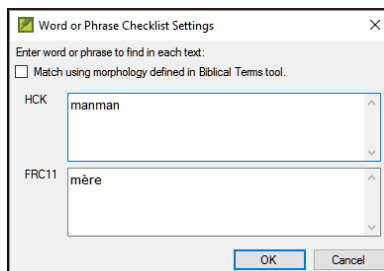 Word or Phrase Checklist Settings
Enter word or phrase to find in each text:
Match using morphology defined in Biblical Terms tool.
HCK
manman
FRC11
mère
OK Cancel